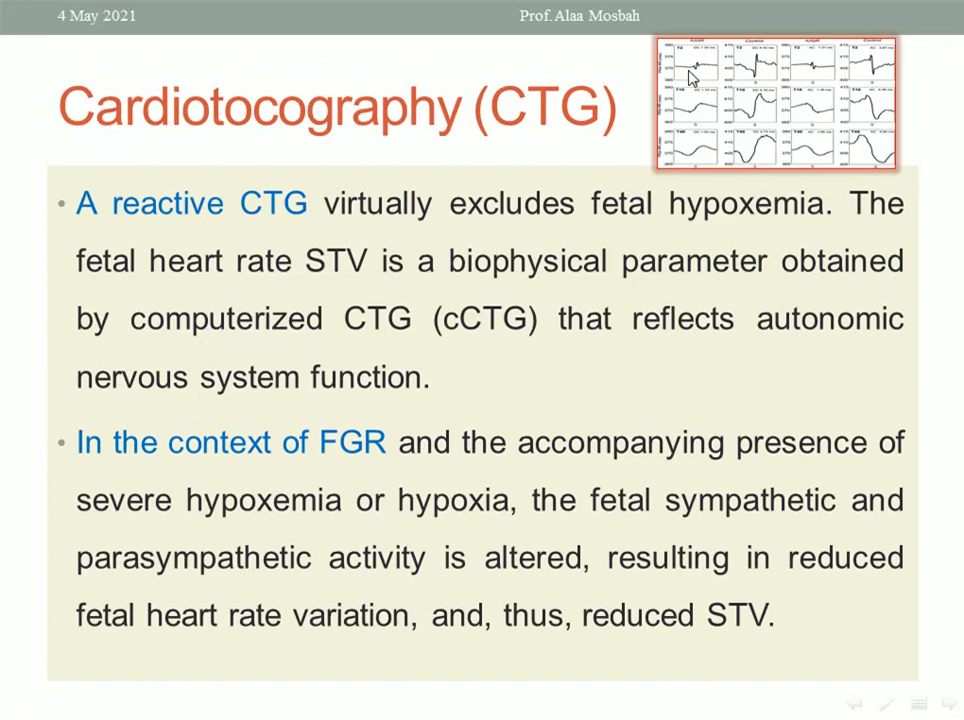 4 May 2021
Prof. Alaa Mosbah
Cardiotocography (CTG)
• A reactive CTG virtually excludes fetal hypoxemia. The
fetal heart rate STV is a biophysical parameter obtained
by computerized CTG (cCTG) that reflects autonomic
nervous system function.
• In the context of FGR and the accompanying presence of
severe hypoxemia or hypoxia, the fetal sympathetic and
parasympathetic activity is altered, resulting in reduced
fetal heart rate variation, and, thus, reduced STV.